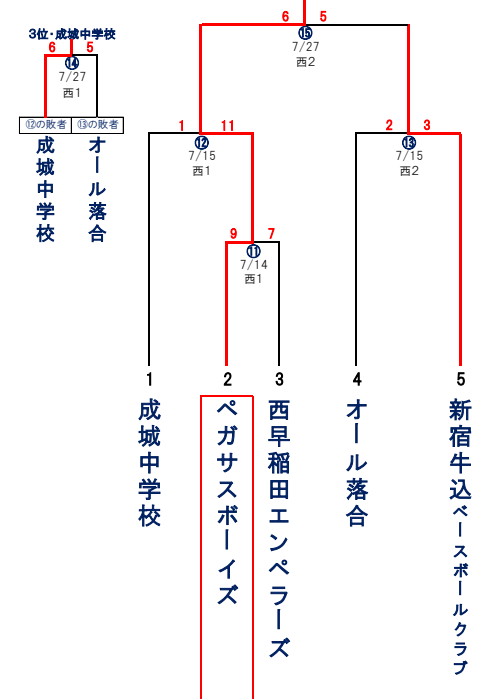 6 5
⑮
7/27
西2
3位・成城中学校
6 5
⑭
7/27
西1
⑫の敗者 ⑬の敗者
成城中学校
オール落合
1 11
⑫
7/15
西1
2 3
⑬
7/15
西2
9 7
⑪
7/14
西1
1 2 3 4 5
成城中学校
ペガサスボーイズ
西早稲田エンペラーズ
オール落合
新宿牛込ベースボールクラブ